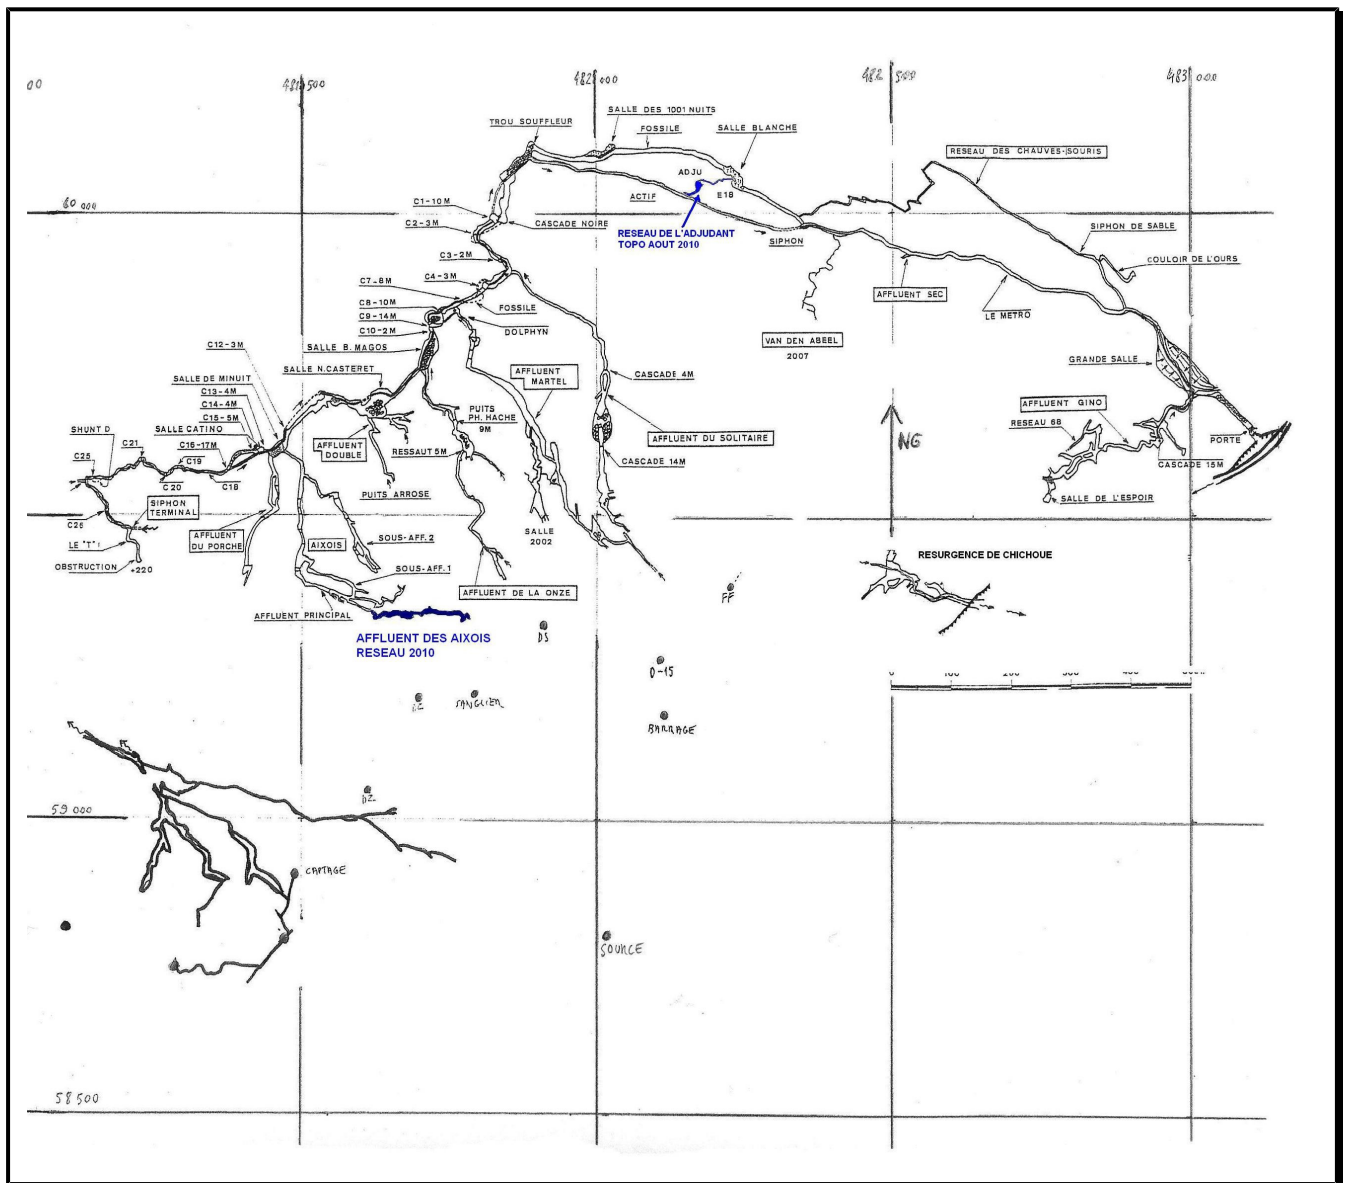 00
481 500
482 000
482 500
483 000
SALLE DES 1001 NUITS
TROU SOUFFLEUR
FOSSILE
SALLE BLANCHE
RESEAU DES CHAUVES-SOURIS
ADJU
E18
ACTIF
60 000
C1-10M
C2-3M
CASCADE NOIRE
RESEAU DE L'ADJUDANT
TOPO AOUT 2010
SIPHON
SIPHON DE SABLE
COULOIR DE L'OURS
C3-2M
C4-3M
C7-8M
AFFLUENT SEC
C8-10M
FOSSILE
C9-14M
LE METRO
C10-2M
DOLPHYN
VAN DEN ABEEL
2007
C12-3M
SALLE B. MAGOS
GRANDE SALLE
SALLE DE MINUIT
SALLE N.CASTERET
AFFLUENT
MARTEL
CASCADE 4M
C13-4M
C14-4M
C15-5M
SALLE CATINO
PUITS
PH. HACHE
9M
AFFLUENT GINO
RESEAU 68
SHUNT D
C21
C16-17M
AFFLUENT
DOUBLE
RESSAUT 5M
AFFLUENT DU SOLITAIRE
NG
PORTE
C25
C19
CASCADE 14M
CASCADE 15M
C20
C18
PUITS ARROSE
SALLE DE L'ESPOIR
SIPHON
TERMINAL
C26
SALLE
2002
LE "T"
AFFLUENT
DU PORCHE
AIXOIS
SOUS-AFF.2
OBSTRUCTION
+220
SOUS-AFF.1
RESURGENCE DE CHICHOUE
AFFLUENT DE LA ONZE
FF
AFFLUENT PRINCIPAL
AFFLUENT DES AIXOIS
RESEAU 2010
DS
D-15
SANGLIER
BARRAGE
DZ
59 000
CAPTAGE
SOURCE
58 500